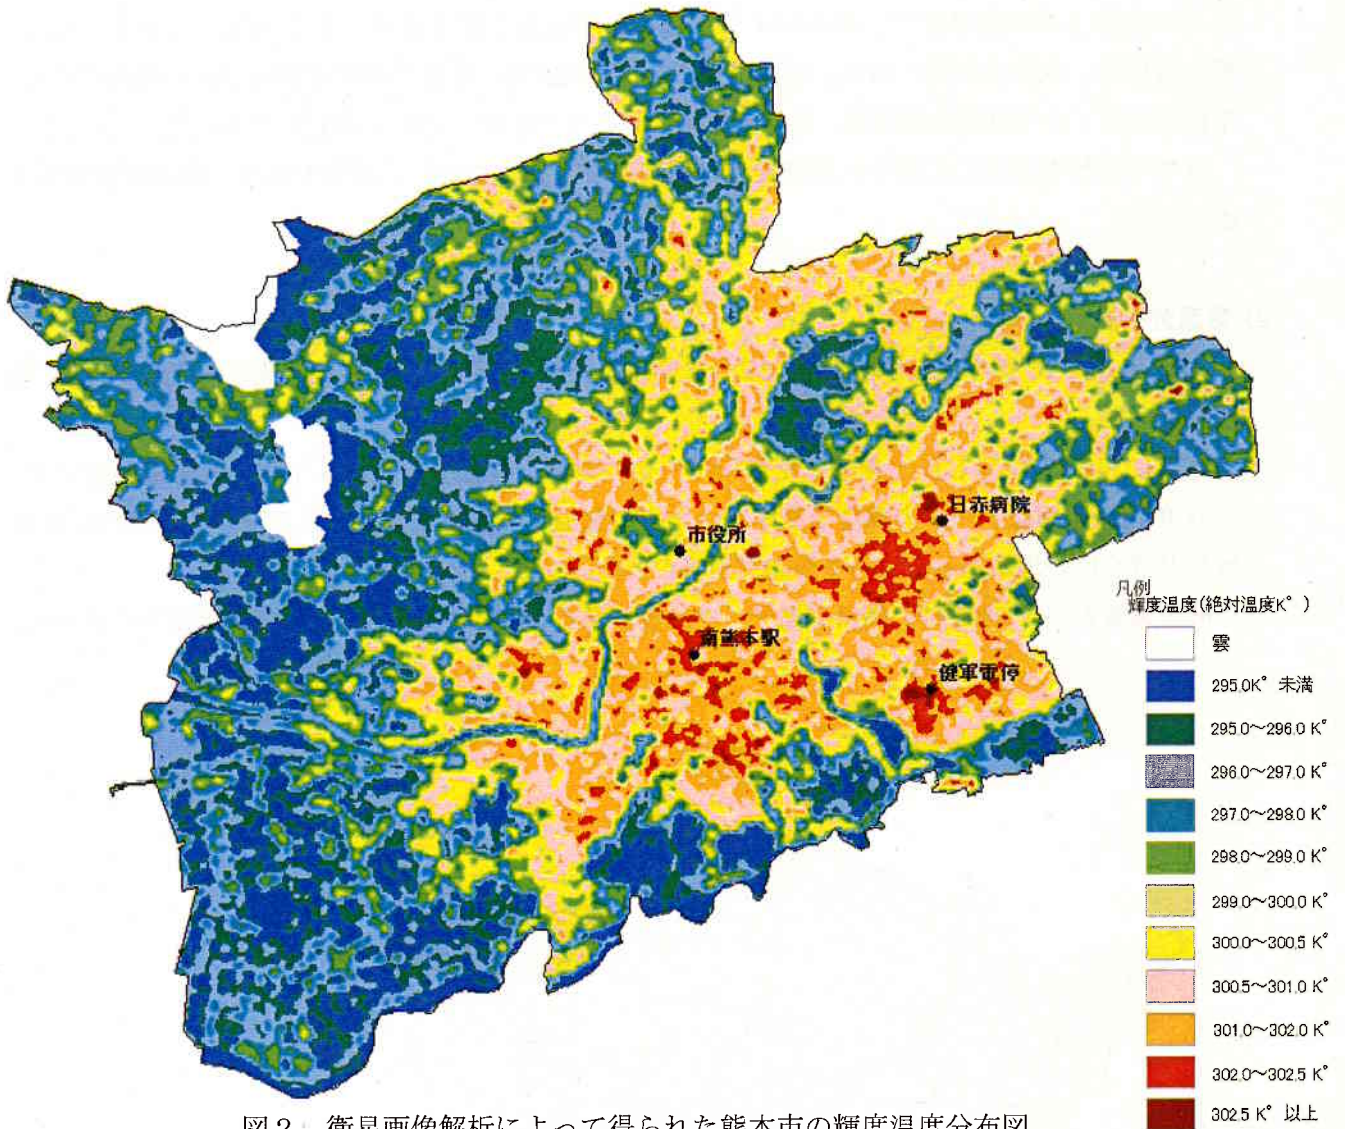 日赤病院
市役所
南熊本駅
健軍電停
凡例
輝度温度(絶対温度K°)
雲
295.0K° 未満
295.0~296.0 K°
296.0~297.0 K°
297.0~298.0 K°
298.0~299.0 K°
299.0~300.0 K°
300.0~300.5 K°
300.5~301.0 K°
301.0~302.0 K°
302.0~302.5 K°
302.5 K° 以上
図2 衛星画像解析によって得られた熊本市の輝度温度分布図